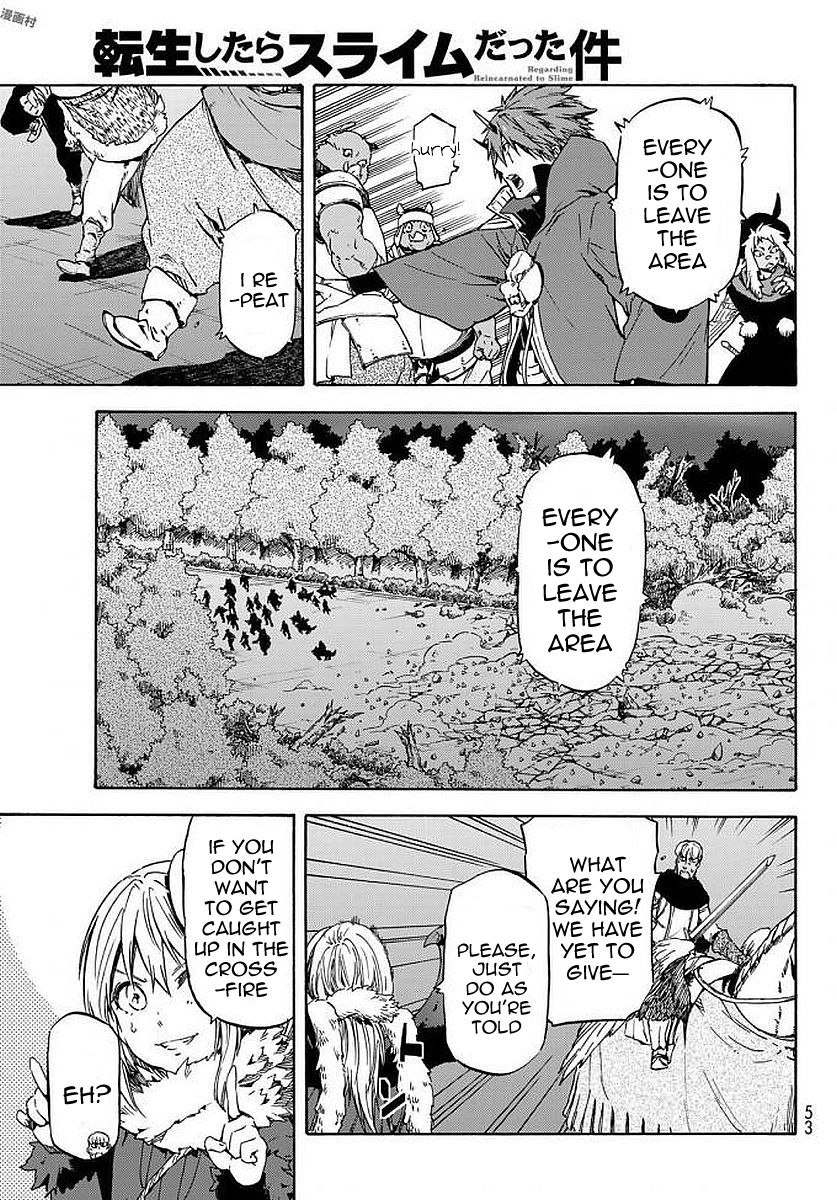 漫画村
転生したらスライムだった件
Regarding
Reincarnated to Slime
EVERY
-ONE
IS TO
LEAVE
THE
AREA
hurry!
I RE
-PEAT
EVERY
-ONE
IS TO
LEAVE
THE
AREA
WHAT
ARE YOU
SAYING!
WE HAVE
YET TO
GIVE—
PLEASE,
JUST
DO AS
YOU'RE
TOLD
IF YOU
DON'T
WANT
TO GET
CAUGHT
UP IN THE
CROSS
-FIRE
EH?
53